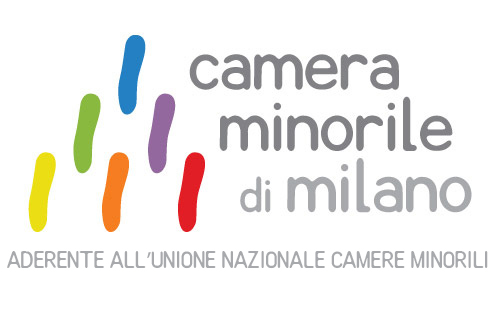 camera
minorile
di milano
ADERENTE ALL'UNIONE NAZIONALE CAMERE MINORILI